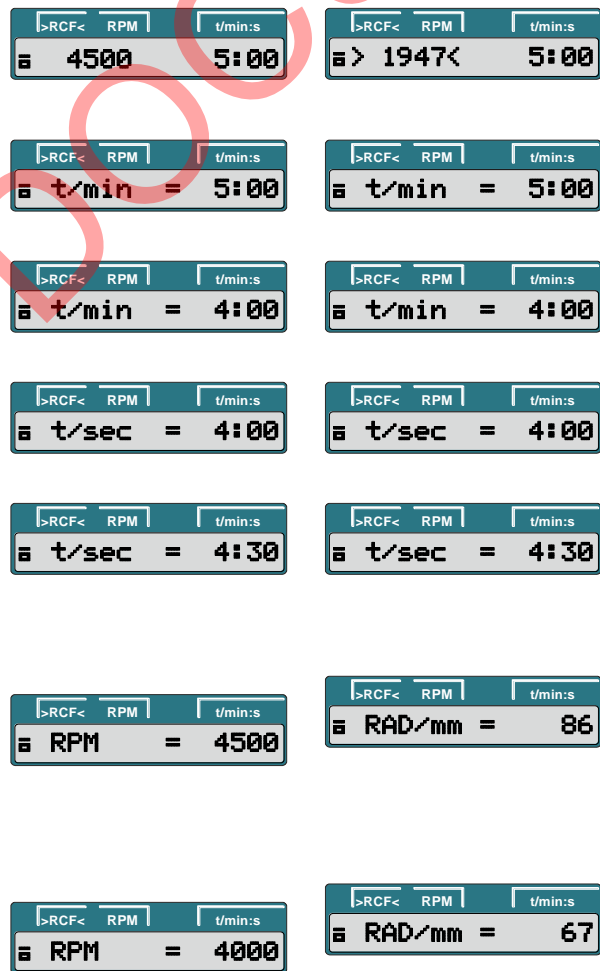 >RCF< RPM t/min:s
4500 5:00
>RCF< RPM t/min:s
> 1947< 5:00
>RCF< RPM t/min:s
t/min = 5:00
>RCF< RPM t/min:s
t/min = 5:00
>RCF< RPM t/min:s
t/min = 4:00
>RCF< RPM t/min:s
t/min = 4:00
>RCF< RPM t/min:s
t/sec = 4:00
>RCF< RPM t/min:s
t/sec = 4:00
>RCF< RPM t/min:s
t/sec = 4:30
>RCF< RPM t/min:s
t/sec = 4:30
>RCF< RPM t/min:s
RPM = 4500
>RCF< RPM t/min:s
RAD/mm = 86
>RCF< RPM t/min:s
RPM = 4000
>RCF< RPM t/min:s
RAD/mm = 67